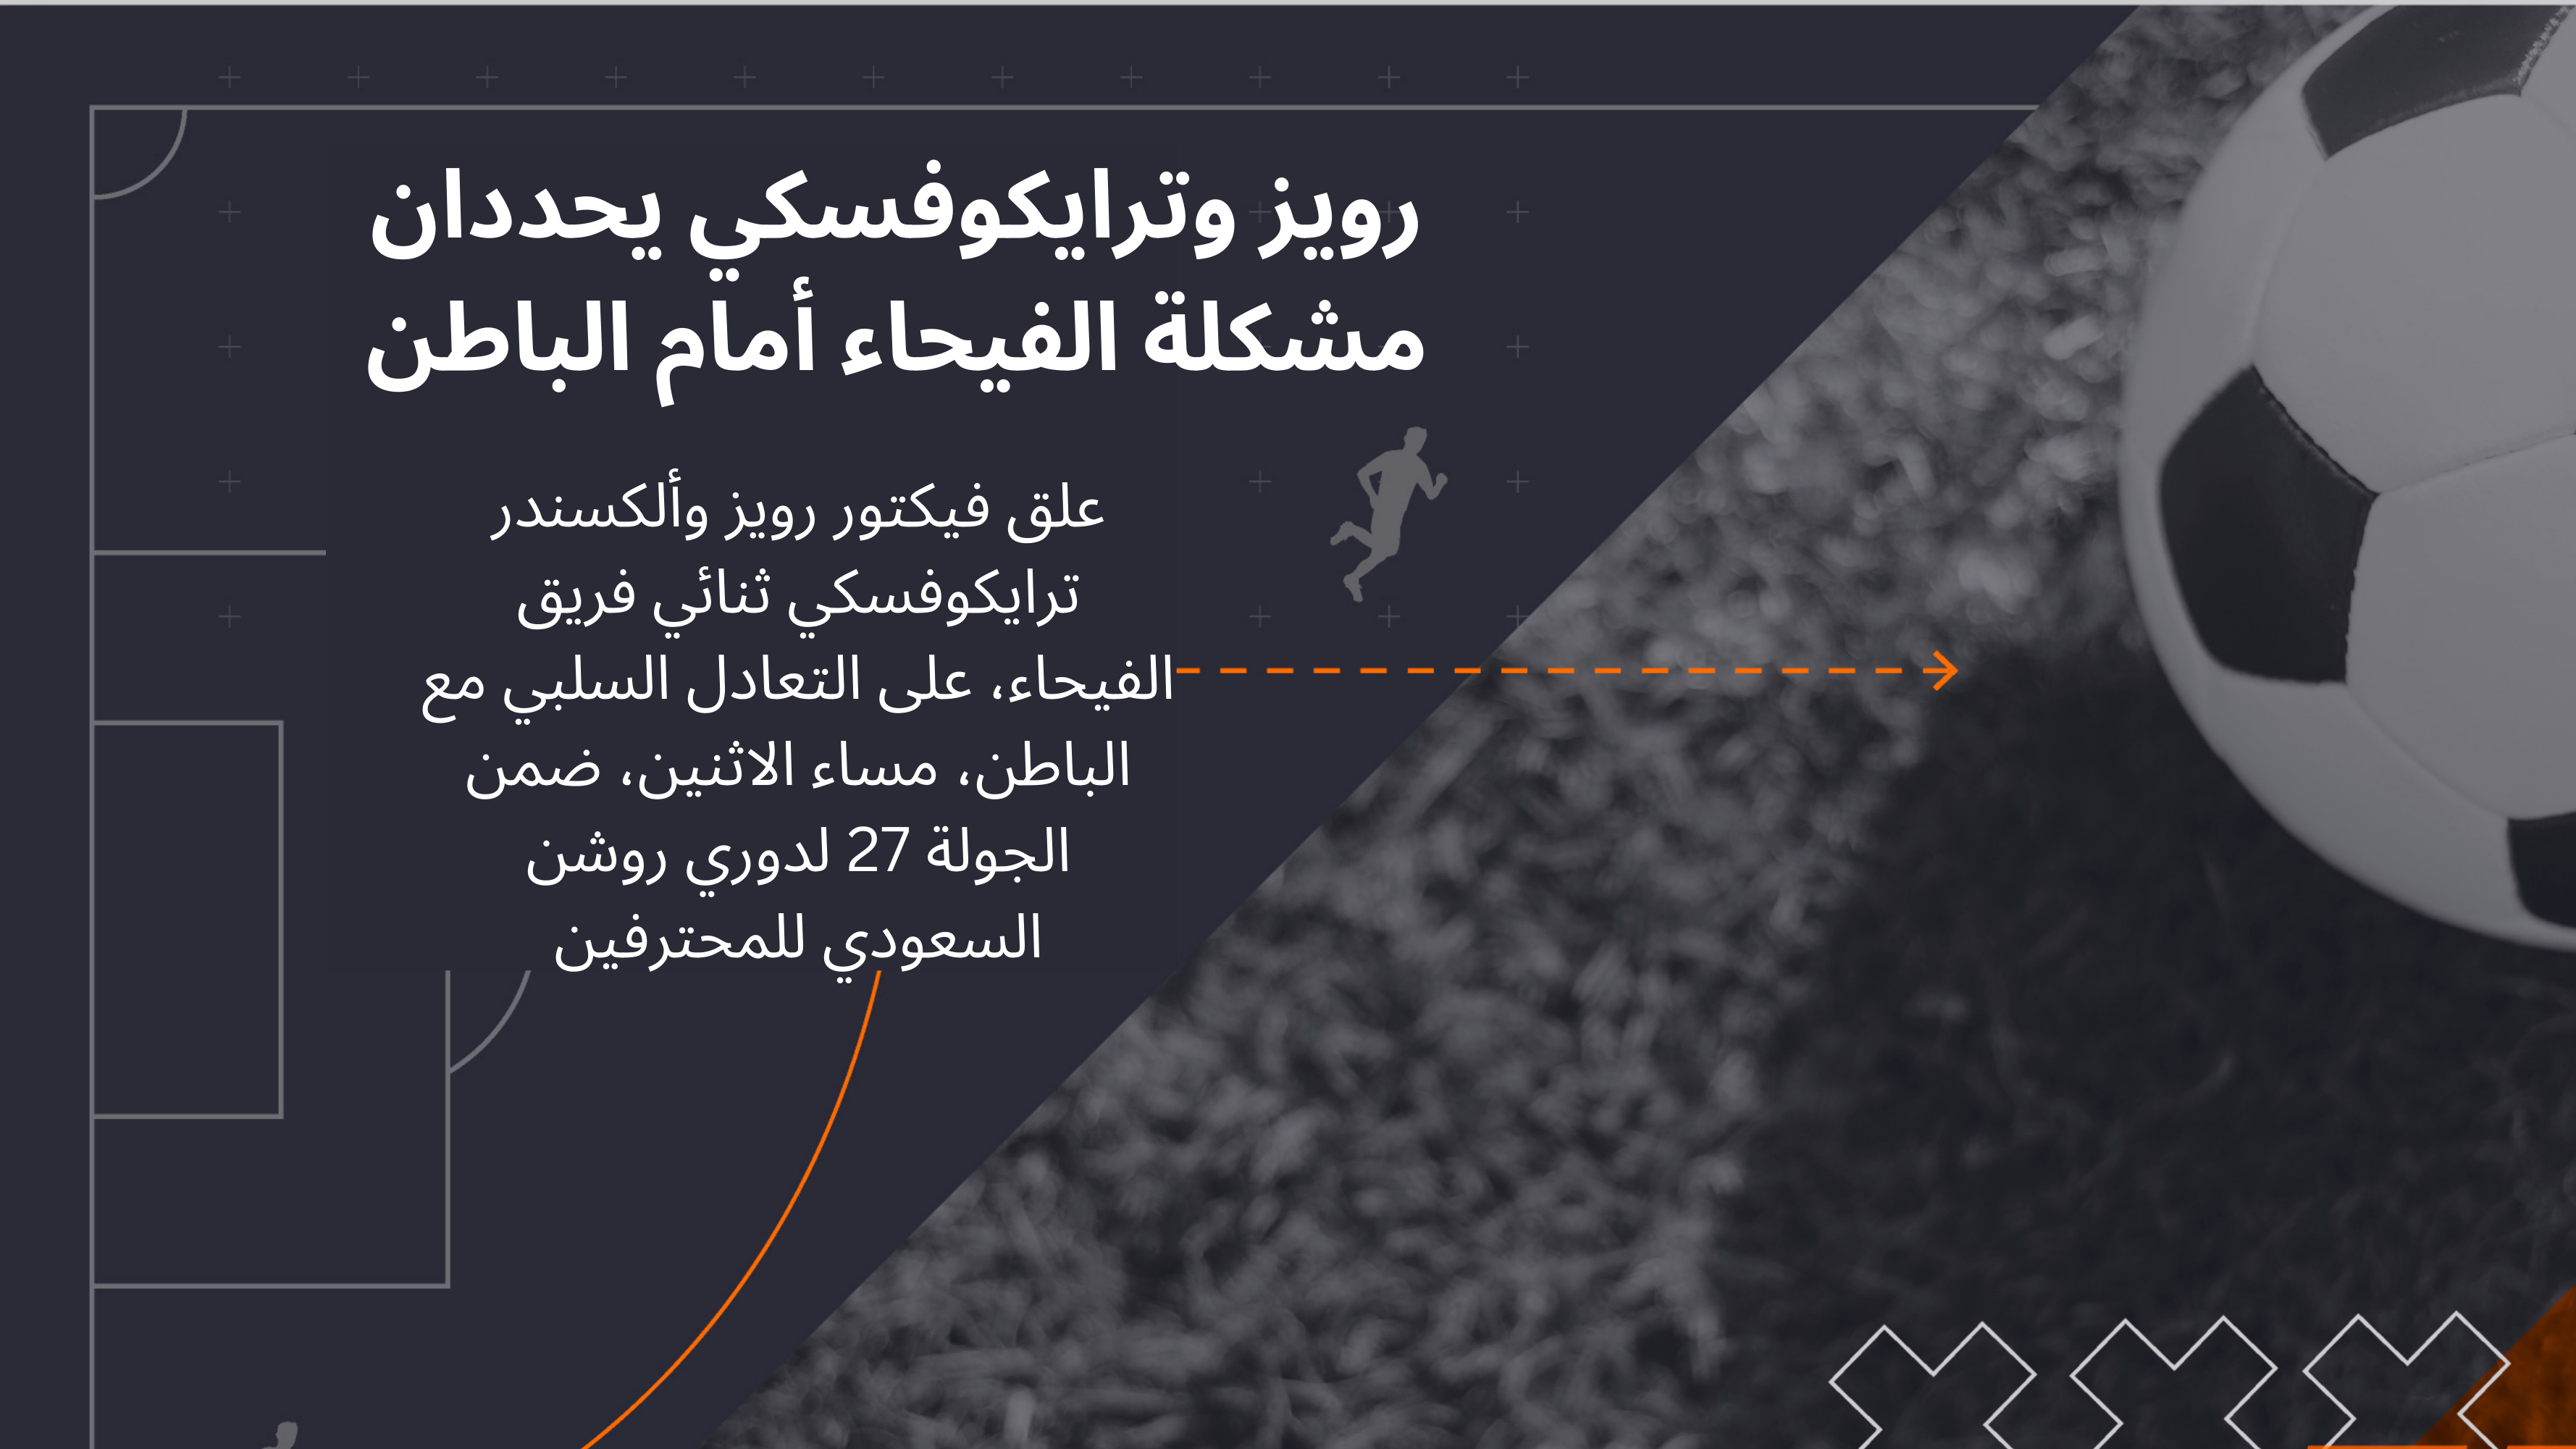 رويز وترايكوفسكي يحددان
مشكلة الفيحاء أمام الباطن
علق فيكتور رويز وألكسندر
ترايكوفسكي ثنائي فريق
الفيحاء، على التعادل السلبي مع
الباطن، مساء الاثنين، ضمن
الجولة 27 لدوري روشن
السعودي للمحترفين